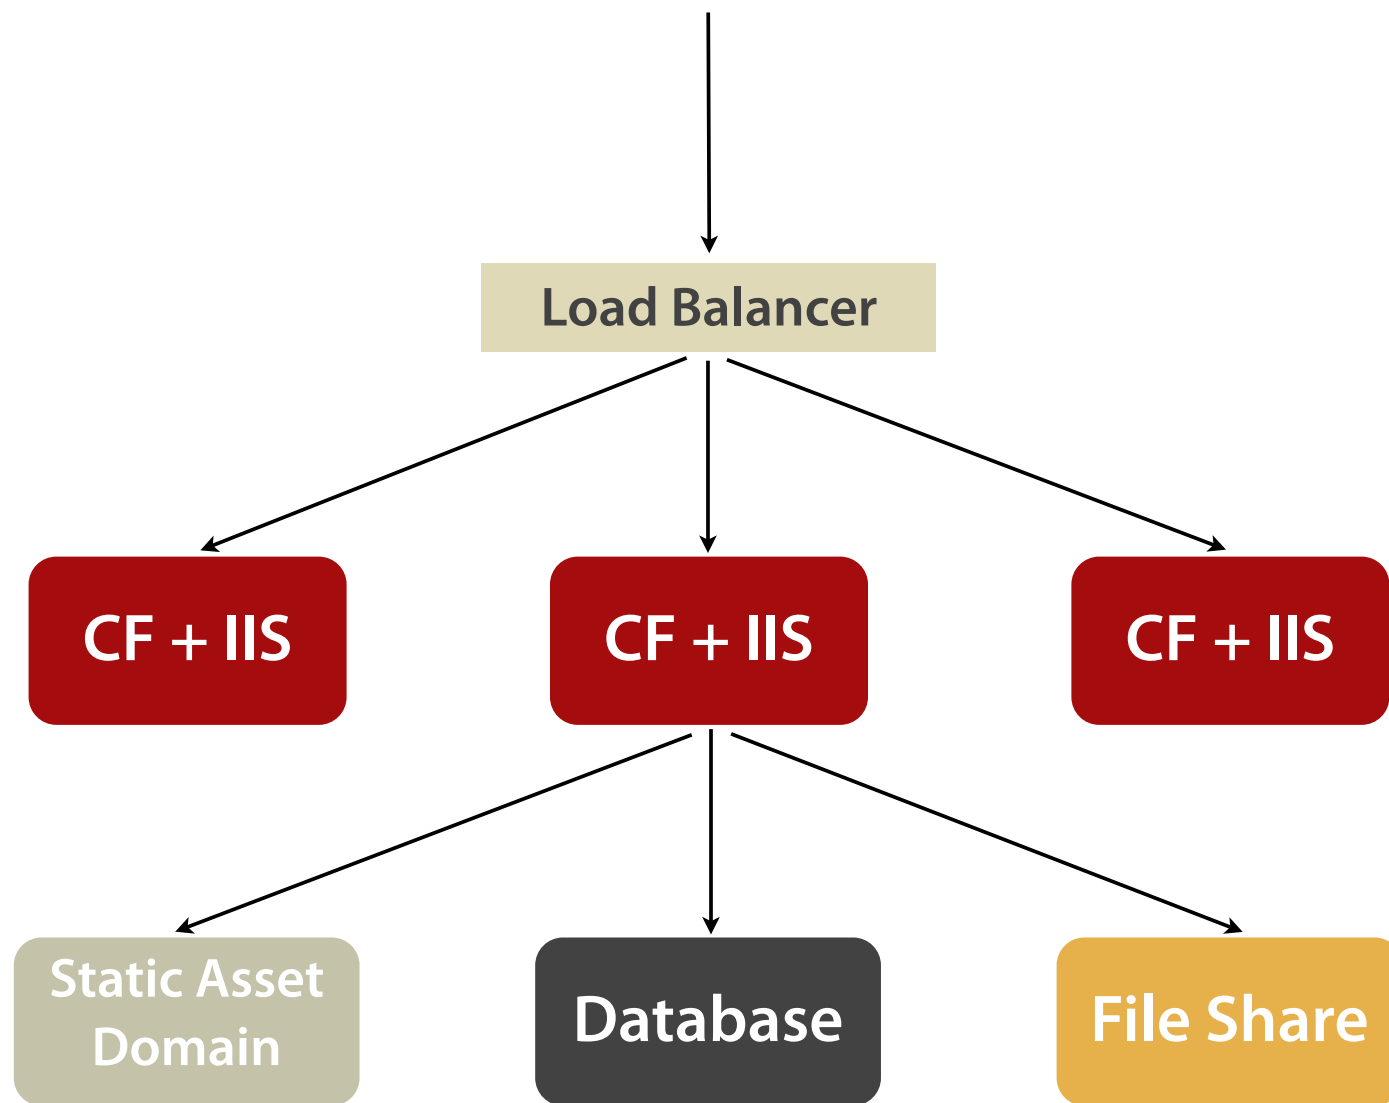 Load Balancer
CF + IIS
CF + IIS
CF + IIS
Static Asset
Domain
Database
File Share